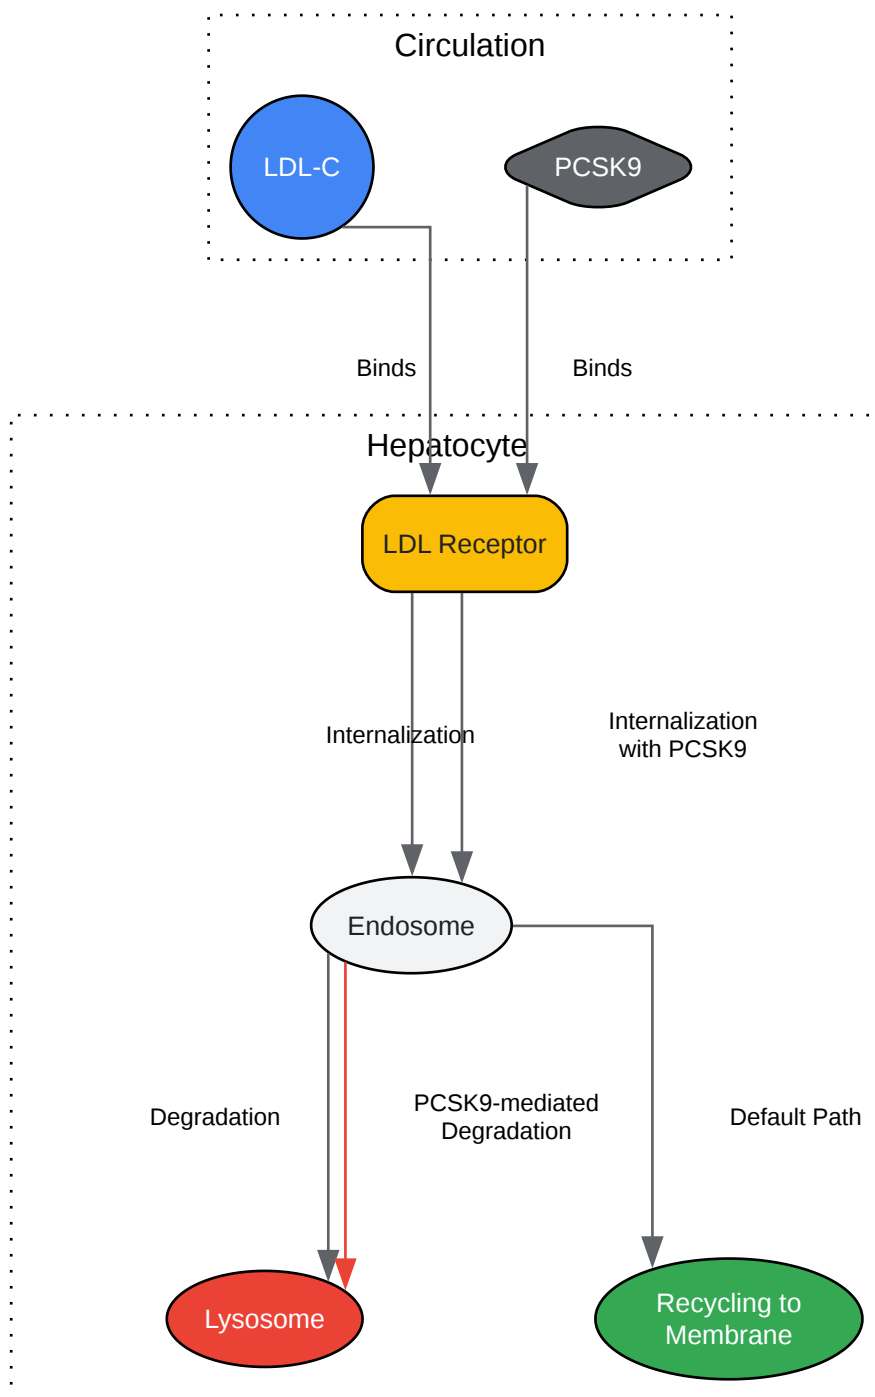 Circulation
LDL-C
PCSK9
Binds
Binds
Hepatocyte
LDL Receptor
Internalization
Internalization
with PCSK9
Endosome
Degradation
PCSK9-mediated
Degradation
Default Path
Lysosome
Recycling to
Membrane